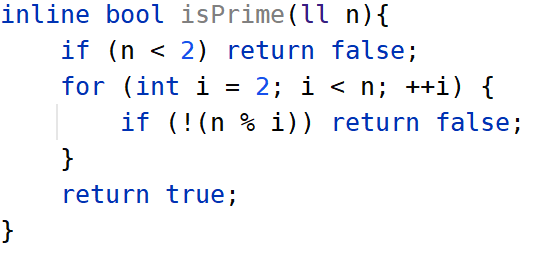 inline bool isPrime(ll n){
    if (n < 2) return false;
    for (int i = 2; i < n; ++i) {
        if (!(n % i)) return false;
    }
    return true;
}